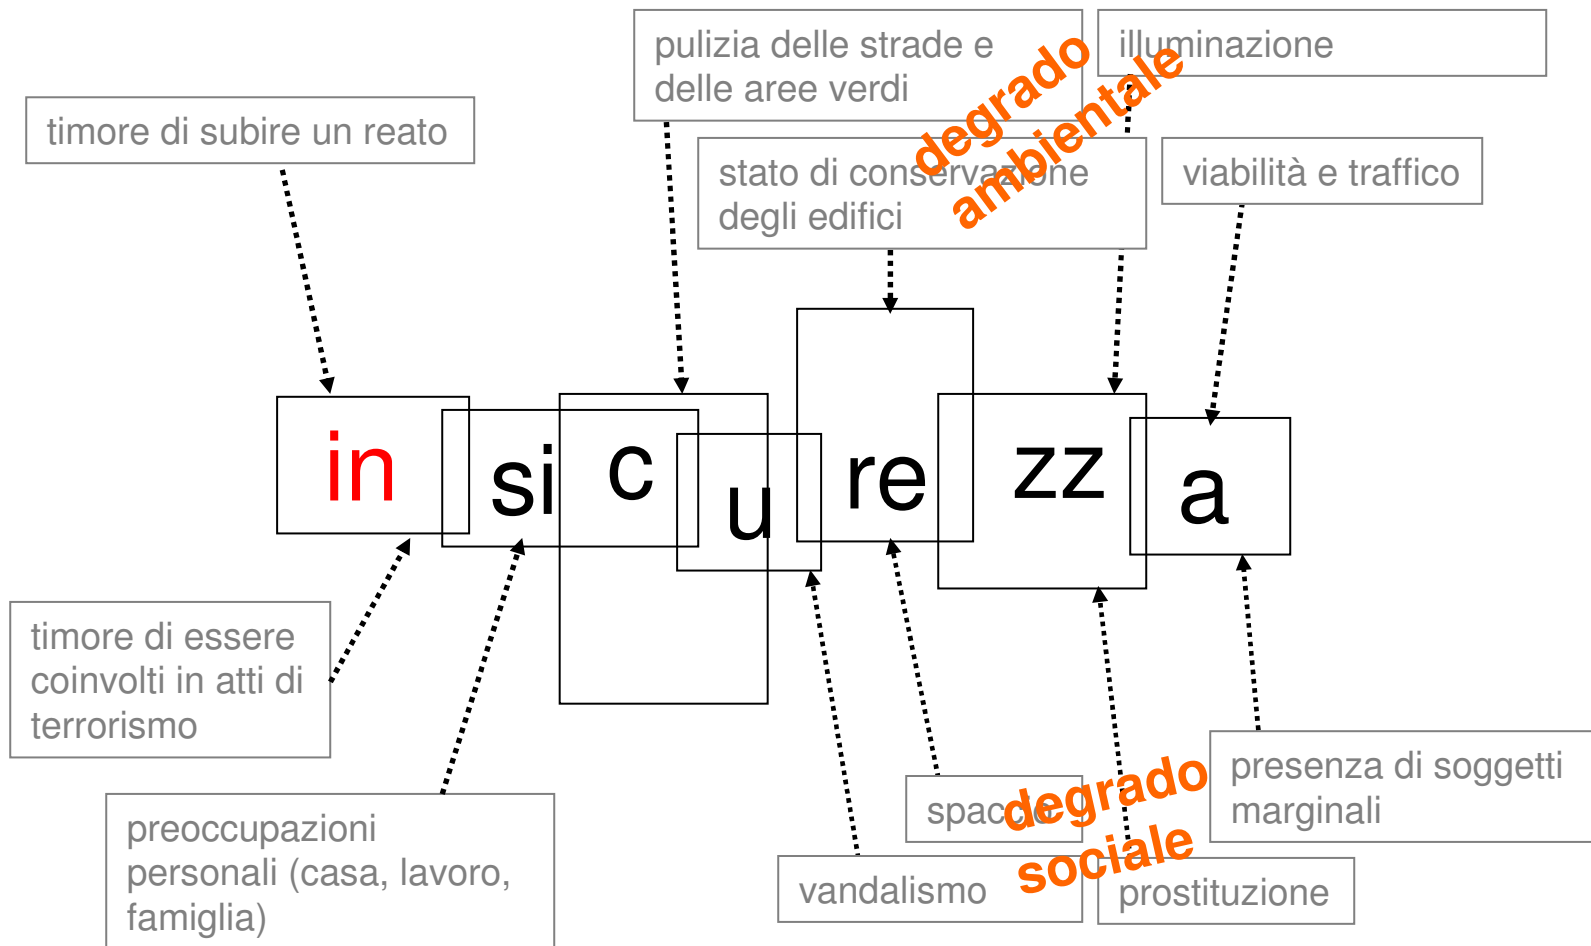 pulizia delle strade e
delle aree verdi
illuminazione
degrado
ambientale
timore di subire un reato
stato di conservazione
degli edifici
viabilità e traffico
in
si
c
u
re
zz
a
timore di essere
coinvolti in atti di
terrorismo
preoccupazioni
personali (casa, lavoro,
famiglia)
spaccio
degrado
sociale
vandalismo
prostituzione
presenza di soggetti
marginali